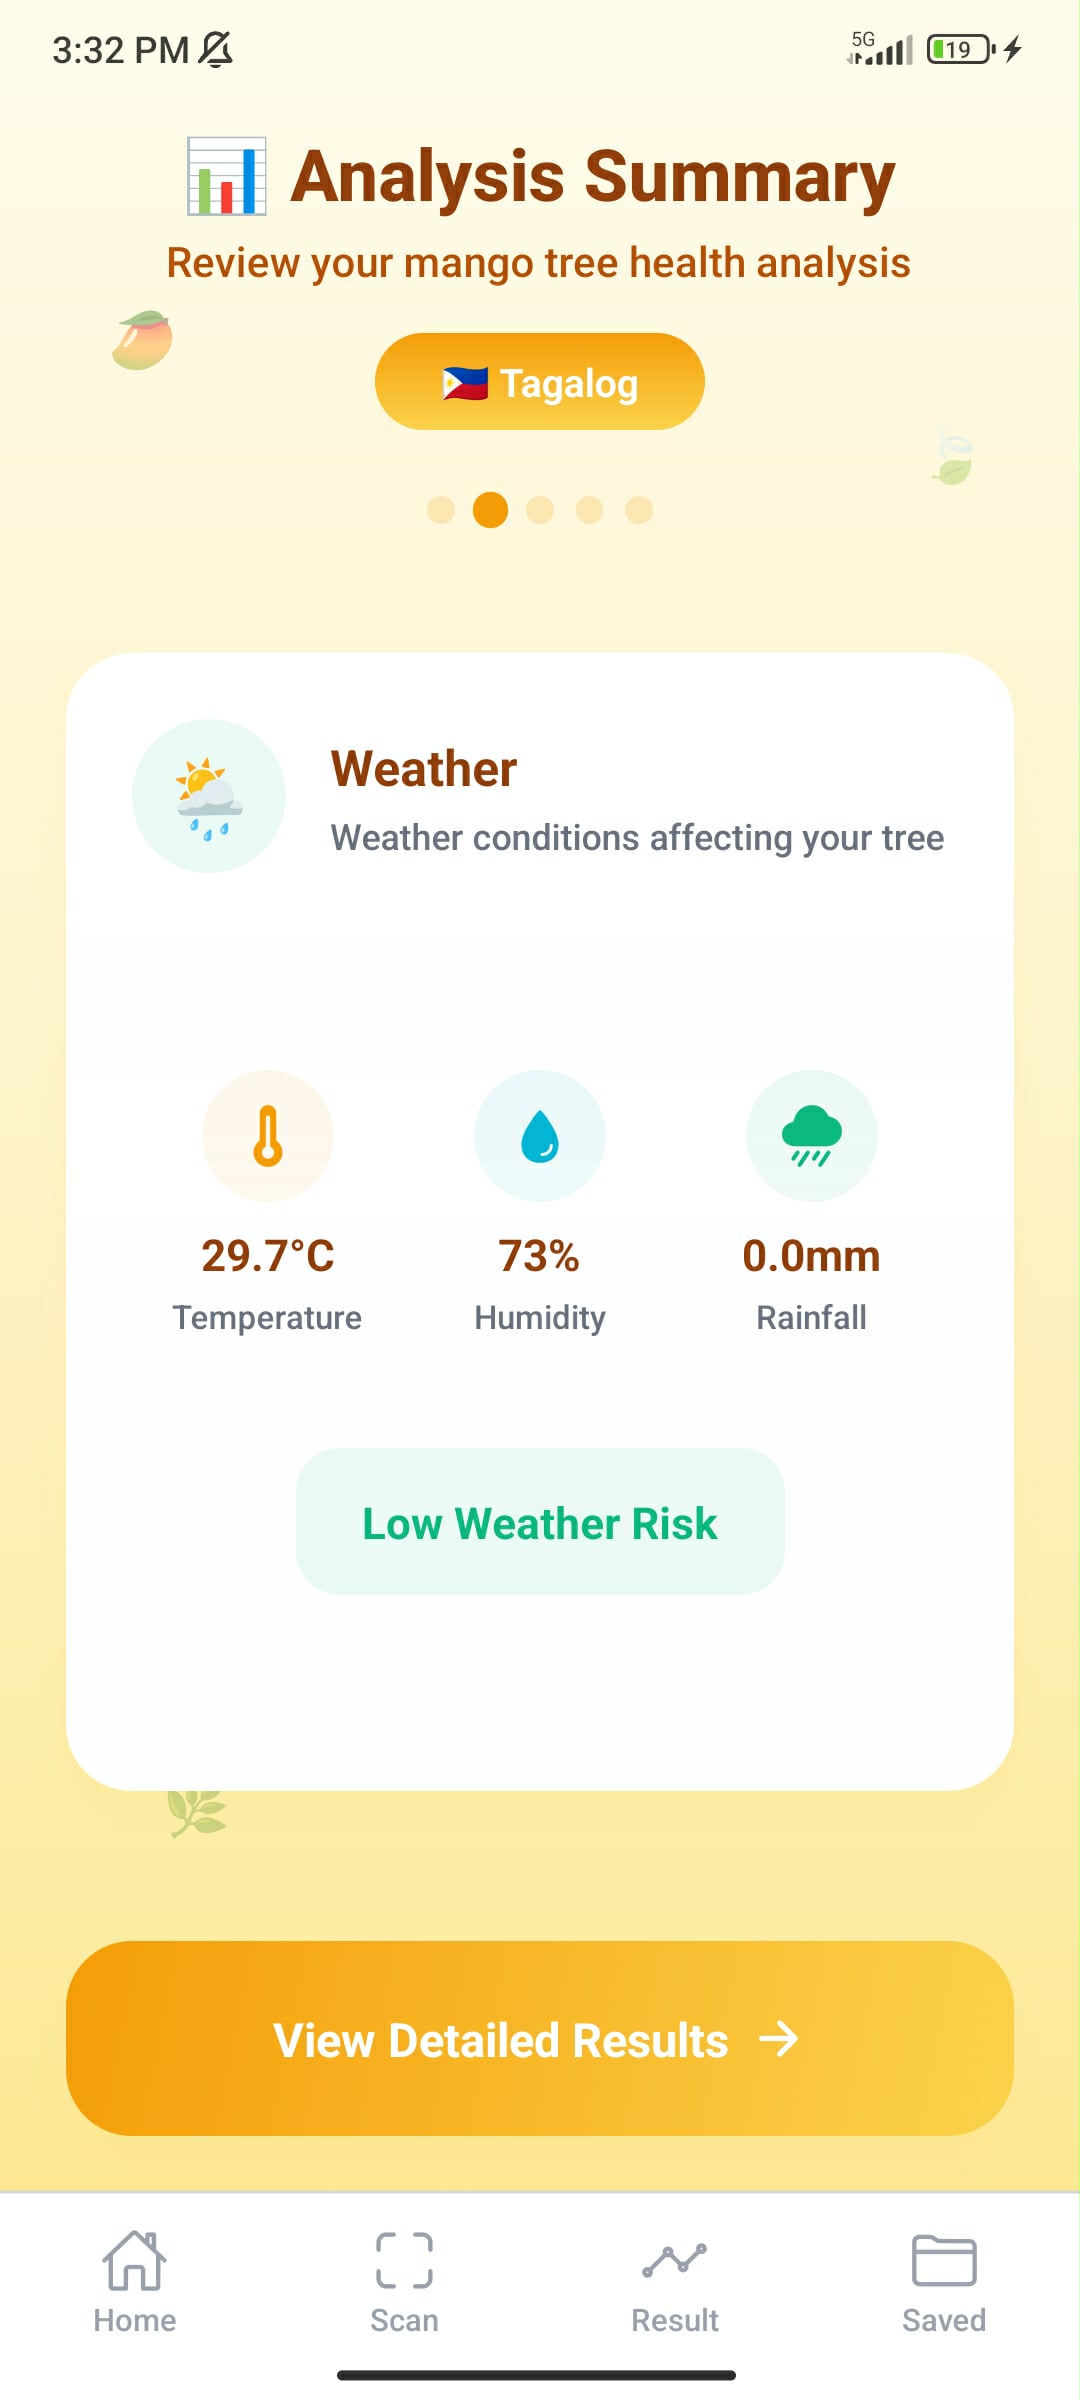 3:32 PM
5G
19
Analysis Summary
Review your mango tree health analysis
Tagalog
Weather
Weather conditions affecting your tree
29.7°C
73%
0.0mm
Temperature
Humidity
Rainfall
Low Weather Risk
View Detailed Results
Home
Scan
Result
Saved